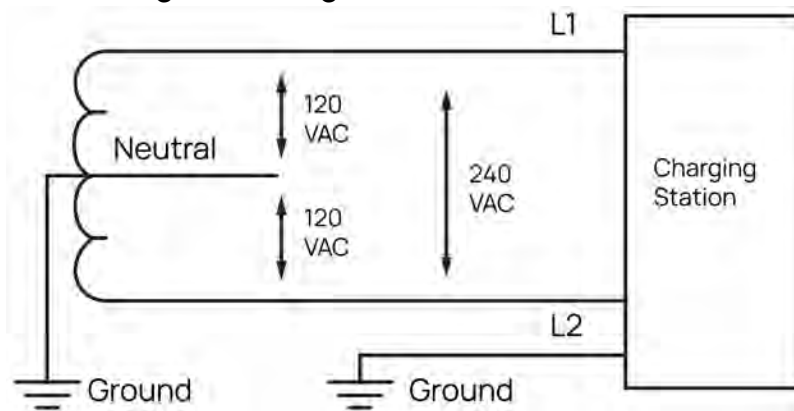 L1
120
VAC
Neutral
240
VAC
Charging
Station
120
VAC
L2
Ground
Ground